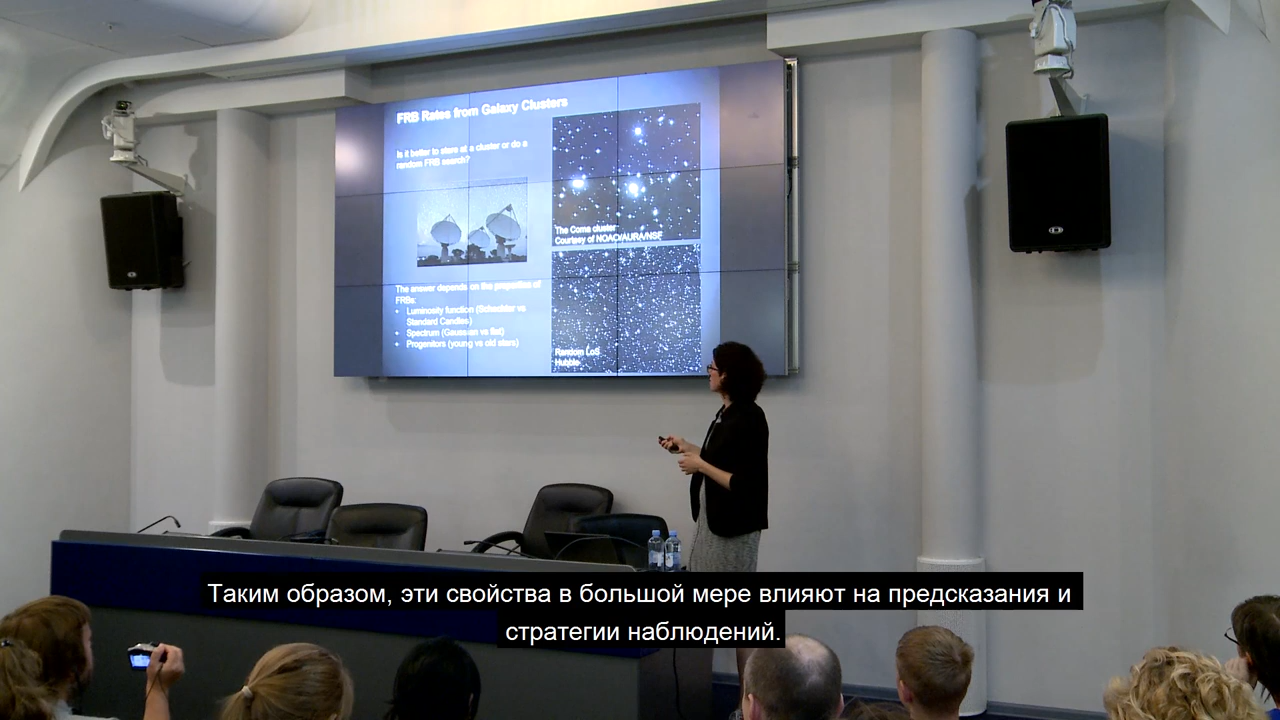 FRB Rates from Galaxy Clusters
Is it better to stare at a cluster or do a
random FRB search?
The Coma cluster
Courtesy of NOAO/AURA/NSF
The answer depends on the properties of
FRBs:
• Luminosity function (Schechter vs
Standard Candles)
• Spectrum (Gaussian vs flat)
• Progenitors (young vs old stars)
Random LoS
Hubble
Таким образом, эти свойства в большой мере влияют на предсказания и
стратегии наблюдений.